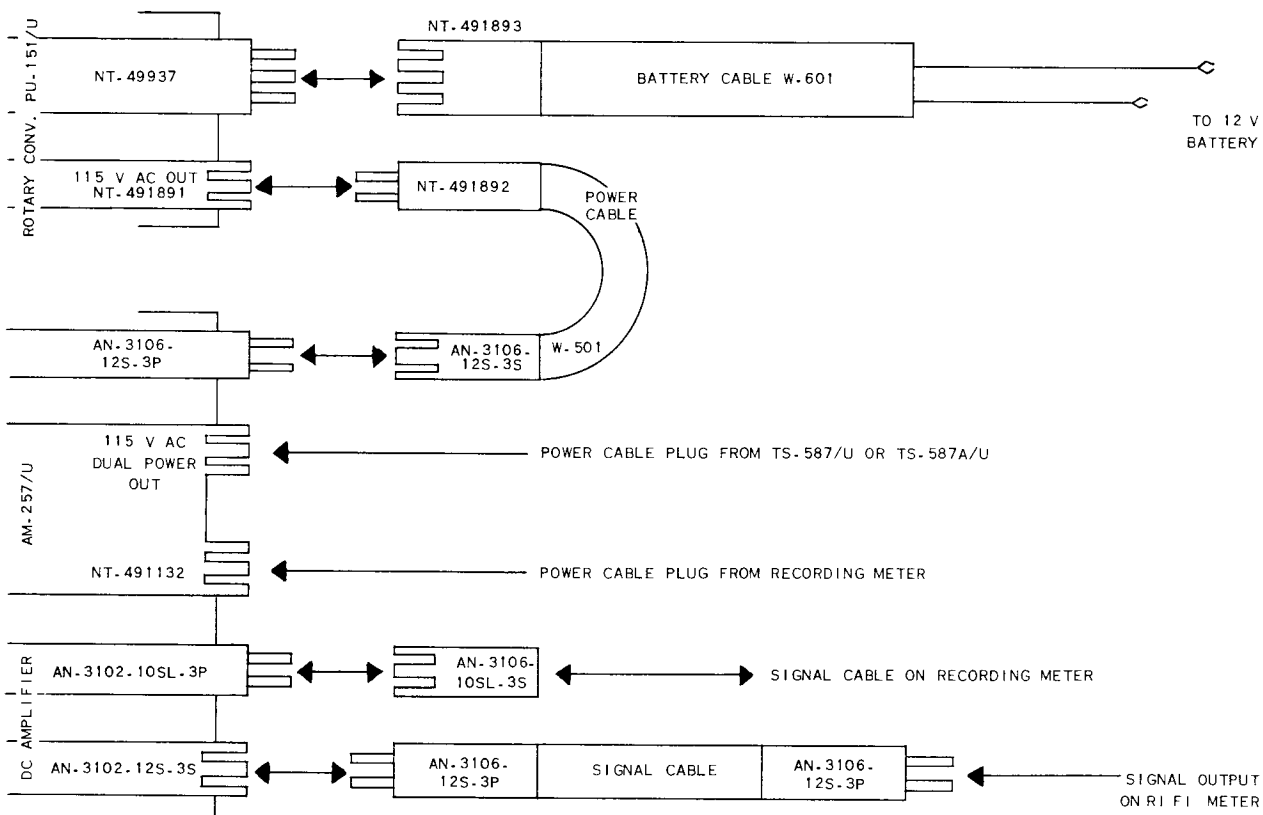 ROTARY CONV. PU-151/U
NT-49937
NT-491893
BATTERY CABLE W-601
TO 12 V
BATTERY
115 V AC OUT
NT-491891
NT-491892
POWER
CABLE
AN-3106-
12S-3P
AN-3106-
12S-3S
W-501
DC AMPLIFIER AM-257/U
115 V AC
DUAL POWER
OUT
POWER CABLE PLUG FROM TS-587/U OR TS-587A/U
NT-491132
POWER CABLE PLUG FROM RECORDING METER
AN-3102-10SL-3P
AN-3106-
10SL-3S
SIGNAL CABLE ON RECORDING METER
AN-3102-12S-3S
AN-3106-
12S-3P
SIGNAL CABLE
AN-3106-
12S-3P
SIGNAL OUTPUT
ON RI FI METER